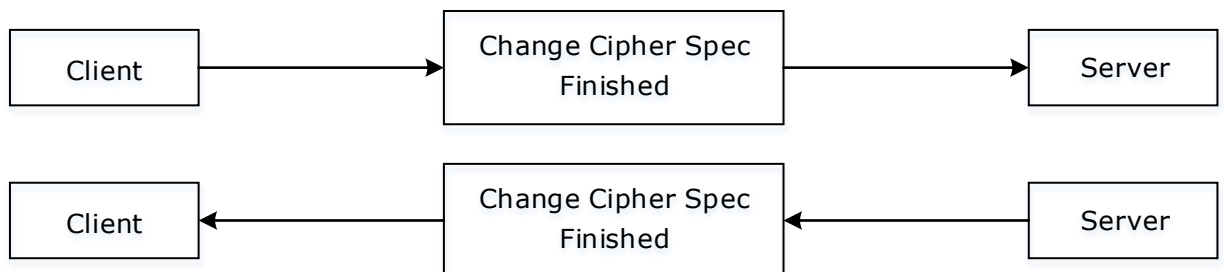 Client
Change Cipher Spec
Finished
Server
Client
Change Cipher Spec
Finished
Server